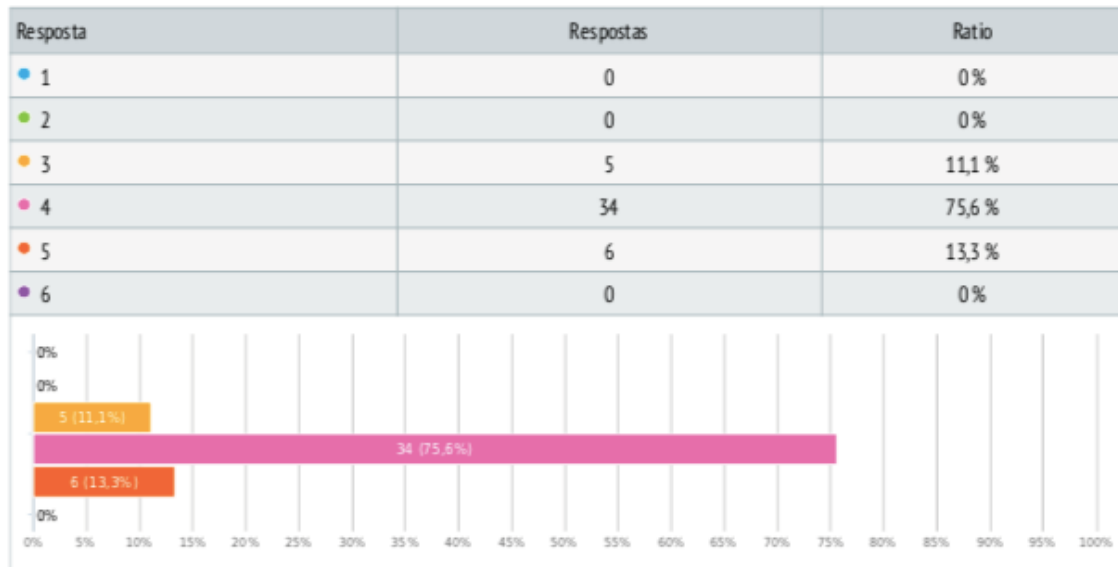 Resposta Respostas Ratio
1 0 0 %
2 0 0 %
3 5 11,1 %
4 34 75,6 %
5 6 13,3 %
6 0 0 %
0%
0%
5 (11,1%)
34 (75,6%)
6 (13,3%)
0%
0% 5% 10% 15% 20% 25% 30% 35% 40% 45% 50% 55% 60% 65% 70% 75% 80% 85% 90% 95% 100%